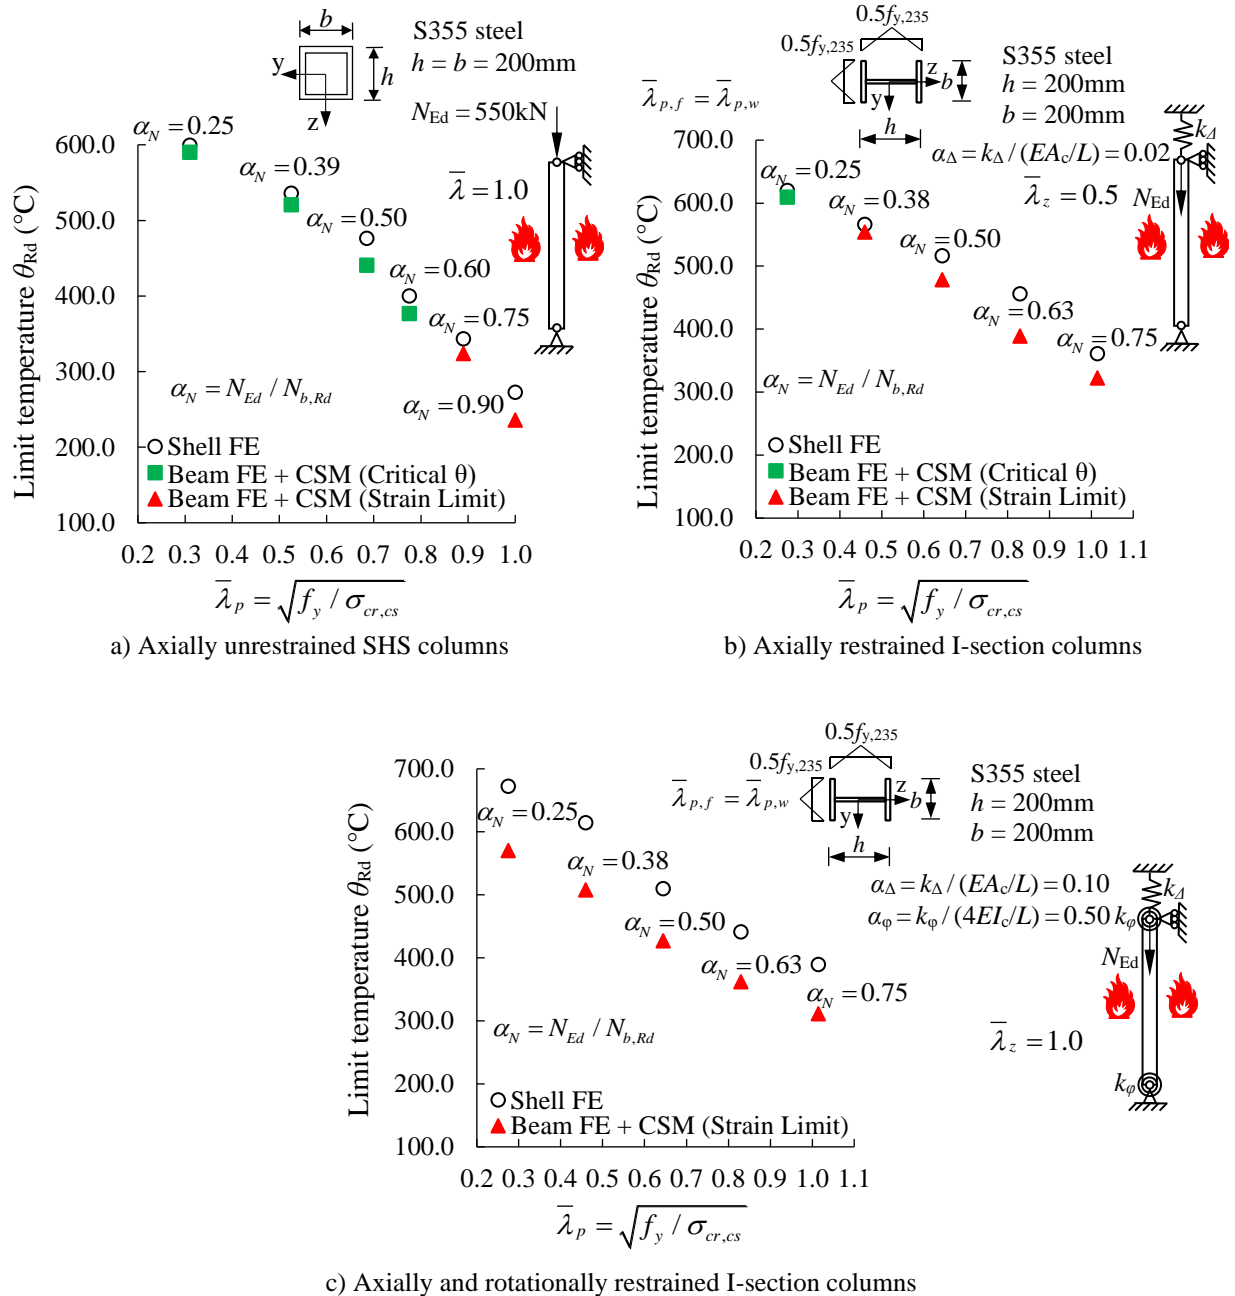 b
S355 steel
h = b = 200mm
y
h
z
N_Ed = 550kN
α_N = 0.25
600.0
α_N = 0.39
500.0
α_N = 0.50
λ̅ = 1.0
400.0
α_N = 0.60
α_N = 0.75
300.0
α_N = N_Ed / N_b,Rd
α_N = 0.90
200.0
Shell FE
Beam FE + CSM (Critical θ)
Beam FE + CSM (Strain Limit)
100.0
0.2 0.3 0.4 0.5 0.6 0.7 0.8 0.9 1.0
Limit temperature θ_Rd (°C)
λ̅_p = √(f_y / σ_cr,cs)
a) Axially unrestrained SHS columns
0.5f_y,235
0.5f_y,235
S355 steel
h = 200mm
b = 200mm
λ̅_p,f = λ̅_p,w
z
y
b
h
k_Δ
α_Δ = k_Δ / (EA_c/L) = 0.02
700.0
α_N = 0.25
λ̅_z = 0.5
N_Ed
600.0
α_N = 0.38
α_N = 0.50
500.0
400.0
α_N = 0.63
α_N = 0.75
300.0
α_N = N_Ed / N_b,Rd
Shell FE
200.0
Beam FE + CSM (Critical θ)
Beam FE + CSM (Strain Limit)
100.0
0.2 0.3 0.4 0.5 0.6 0.7 0.8 0.9 1.0 1.1
Limit temperature θ_Rd (°C)
λ̅_p = √(f_y / σ_cr,cs)
b) Axially restrained I-section columns
0.5f_y,235
0.5f_y,235
S355 steel
h = 200mm
b = 200mm
λ̅_p,f = λ̅_p,w
z
y
b
h
α_Δ = k_Δ / (EA_c/L) = 0.10
k_Δ
α_φ = k_φ / (4EI_c/L) = 0.50
k_φ
N_Ed
λ̅_z = 1.0
k_φ
700.0
α_N = 0.25
600.0
α_N = 0.38
500.0
α_N = 0.50
400.0
α_N = 0.63
α_N = 0.75
300.0
α_N = N_Ed / N_b,Rd
200.0
Shell FE
Beam FE + CSM (Strain Limit)
100.0
0.2 0.3 0.4 0.5 0.6 0.7 0.8 0.9 1.0 1.1
Limit temperature θ_Rd (°C)
λ̅_p = √(f_y / σ_cr,cs)
c) Axially and rotationally restrained I-section columns